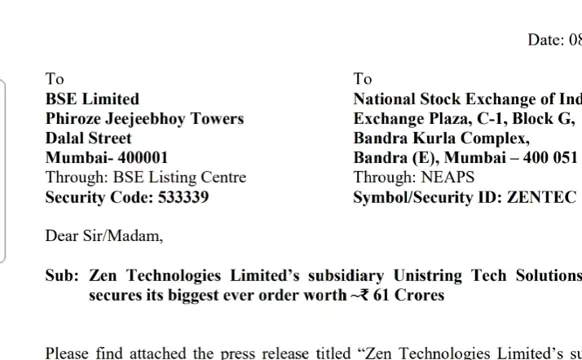 Date: 08
To
BSE Limited
Phiroze Jeejeebhoy Towers
Dalal Street
Mumbai- 400001
Through: BSE Listing Centre
Security Code: 533339
To
National Stock Exchange of Ind
Exchange Plaza, C-1, Block G,
Bandra Kurla Complex,
Bandra (E), Mumbai – 400 051
Through: NEAPS
Symbol/Security ID: ZENTEC
Dear Sir/Madam,
Sub: Zen Technologies Limited’s subsidiary Unistring Tech Solutions
secures its biggest ever order worth ~₹ 61 Crores
Please find attached the press release titled “Zen Technologies Limited’s su